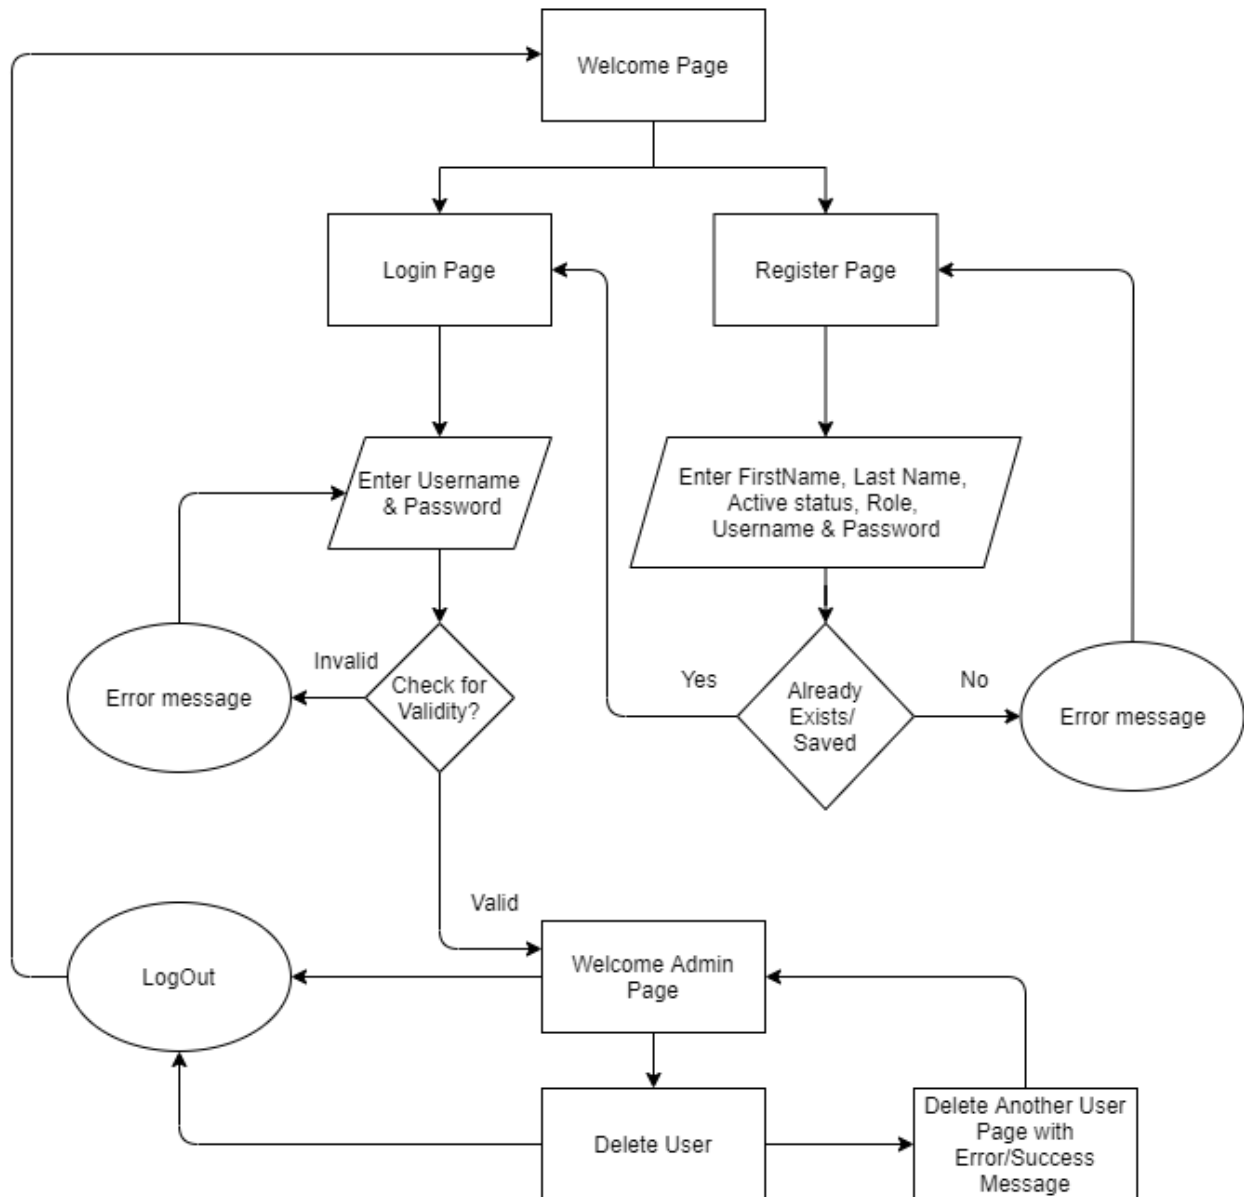 Welcome Page
Login Page
Register Page
Enter Username
& Password
Enter FirstName, Last Name,
Active status, Role,
Username & Password
Invalid
Error message
Check for
Validity?
Yes
Already
Exists/
Saved
No
Error message
Valid
LogOut
Welcome Admin
Page
Delete User
Delete Another User
Page with
Error/Success
Message